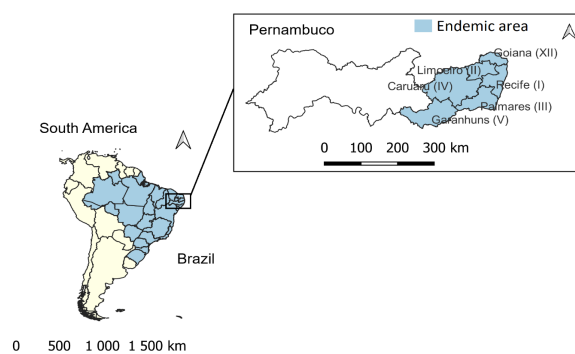 Pernambuco
Endemic area
Goiana (XII)
Limoeiro (II)
Caruaru (IV)
Recife (I)
Palmares (III)
Garanhuns (V)
0 100 200 300 km
South America
Brazil
0 500 1 000 1 500 km